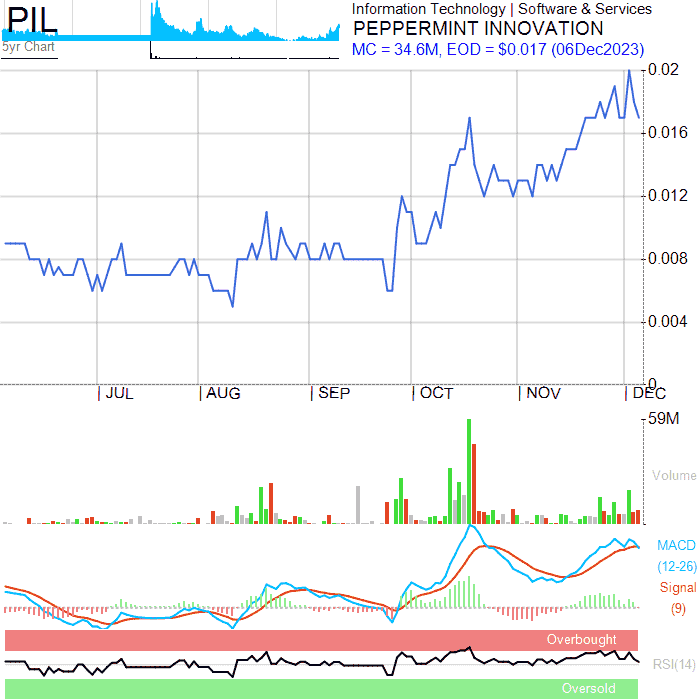 PIL
5yr Chart
Information Technology | Software & Services
PEPPERMINT INNOVATION
MC = 34.6M, EOD = $0.017 (06Dec2023)
0.02
0.016
0.012
0.008
0.004
0
JUL AUG SEP OCT NOV DEC
59M
Volume
MACD
(12-26)
Signal
(9)
Overbought
RSI(14)
Oversold